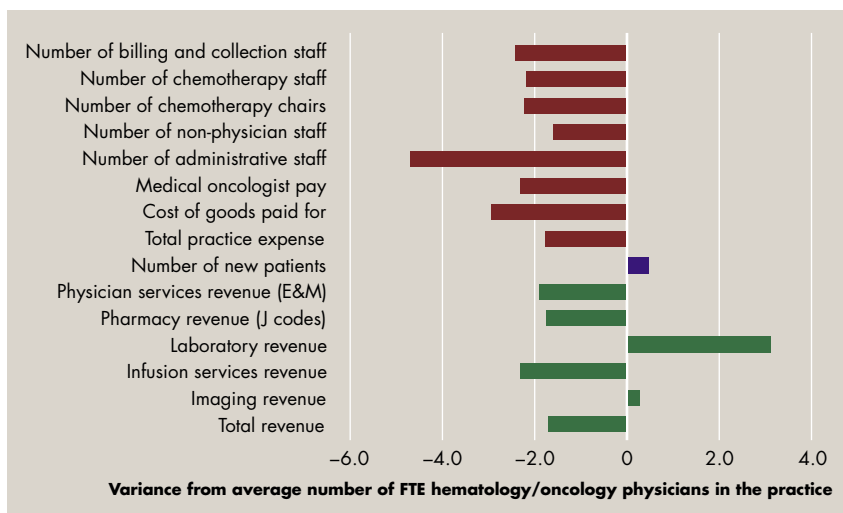 Number of billing and collection staff
Number of chemotherapy staff
Number of chemotherapy chairs
Number of non-physician staff
Number of administrative staff
Medical oncologist pay
Cost of goods paid for
Total practice expense
Number of new patients
Physician services revenue (E&M)
Pharmacy revenue (J codes)
Laboratory revenue
Infusion services revenue
Imaging revenue
Total revenue
–6.0 –4.0 –2.0 0 2.0 4.0
Variance from average number of FTE hematology/oncology physicians in the practice